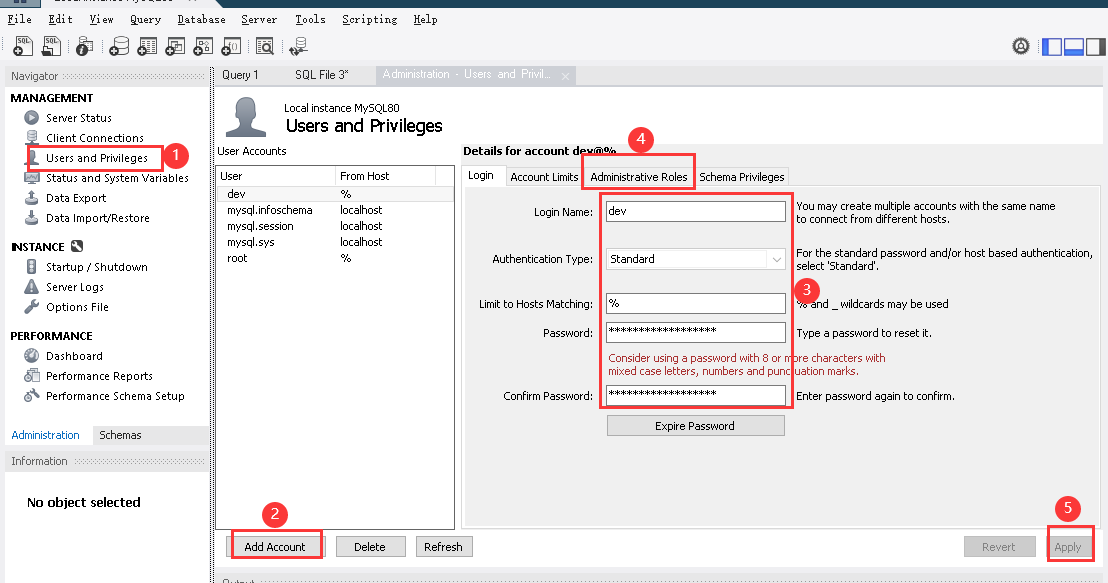 File Edit View Query Database Server Tools Scripting Help
SQL SQL
Navigator
Query 1 SQL File 3* Administration - Users and Privil... ×
MANAGEMENT
Server Status
Client Connections
Users and Privileges
1
Status and System Variables
Data Export
Data Import/Restore
INSTANCE
Startup / Shutdown
Server Logs
Options File
PERFORMANCE
Dashboard
Performance Reports
Performance Schema Setup
Administration Schemas
Information
No object selected
Local instance MySQL80
Users and Privileges
User Accounts
User From Host
dev %
mysql.infoschema localhost
mysql.session localhost
mysql.sys localhost
root %
2
Add Account Delete Refresh
4
Details for account dev@%
Login Account Limits Administrative Roles Schema Privileges
Login Name: dev You may create multiple accounts with the same name
to connect from different hosts.
Authentication Type: Standard For the standard password and/or host based authentication,
select 'Standard'.
3
Limit to Hosts Matching: % % and _ wildcards may be used
Password: ****************** Type a password to reset it.
Consider using a password with 8 or more characters with
mixed case letters, numbers and punctuation marks.
Confirm Password: ****************** Enter password again to confirm.
Expire Password
5
Revert Apply